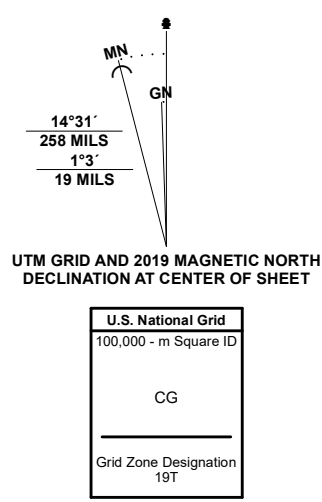 MN
GN
14°31´
258 MILS
1°3´
19 MILS
UTM GRID AND 2019 MAGNETIC NORTH
DECLINATION AT CENTER OF SHEET
U.S. National Grid
100,000 - m Square ID
CG
Grid Zone Designation
19T